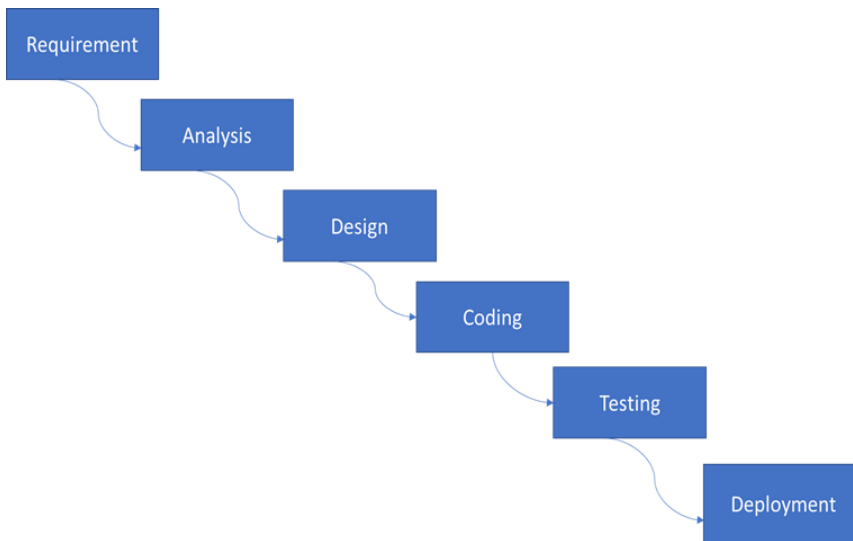 Requirement
Analysis
Design
Coding
Testing
Deployment